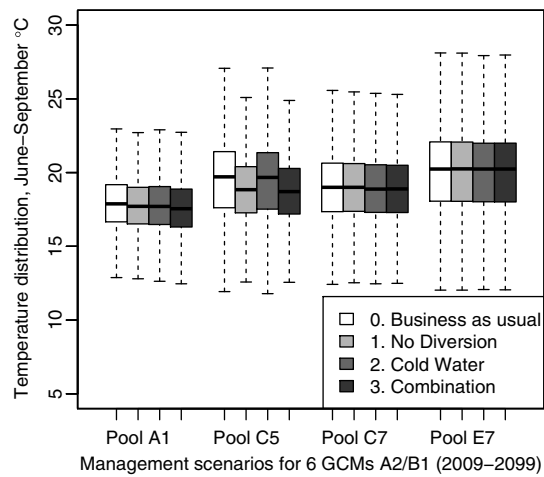 Temperature distribution, June–September °C
30
25
20
15
10
5
0. Business as usual
1. No Diversion
2. Cold Water
3. Combination
Pool A1 Pool C5 Pool C7 Pool E7
Management scenarios for 6 GCMs A2/B1 (2009–2099)